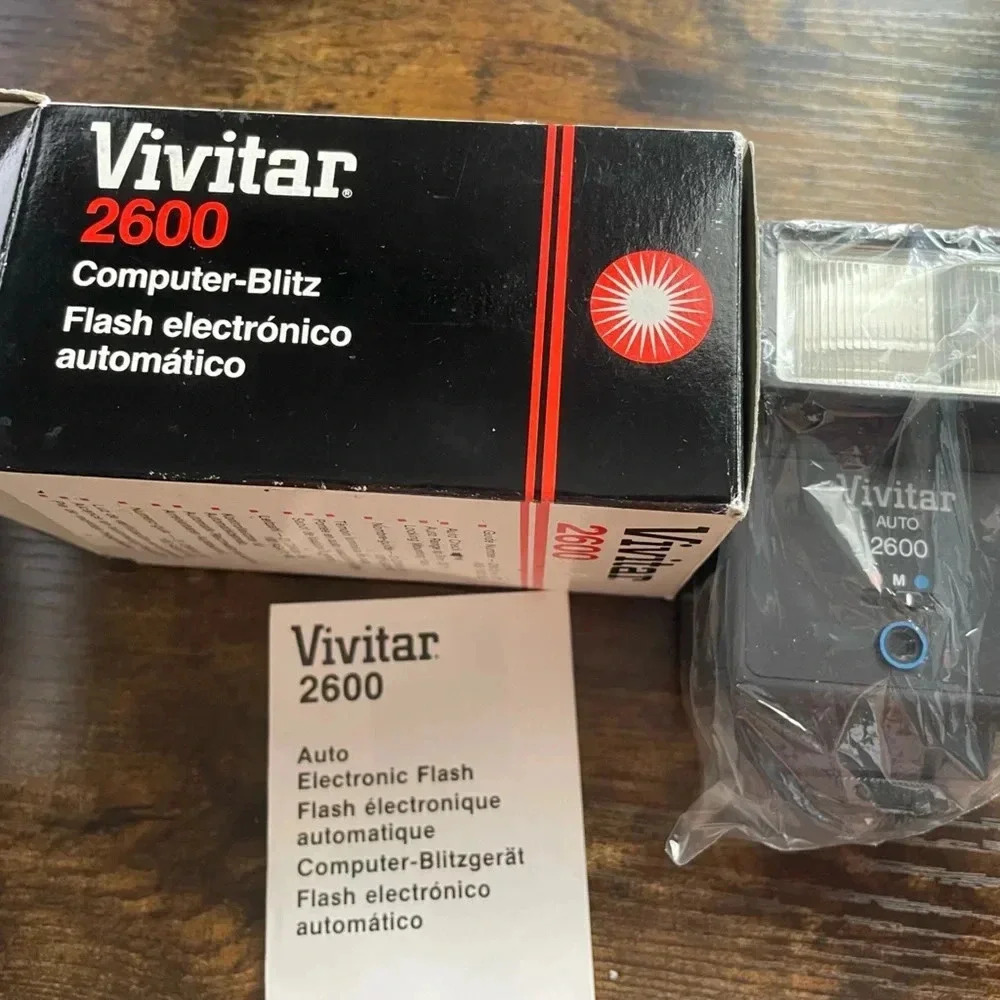 Vivitar®
2600
Computer-Blitz
Flash electrónico
automático
Vivitar
2600
Vivitar
AUTO
2600
M
Vivitar
2600
Auto
Electronic Flash
Flash électronique
automatique
Computer-Blitzgerät
Flash electrónico
automático